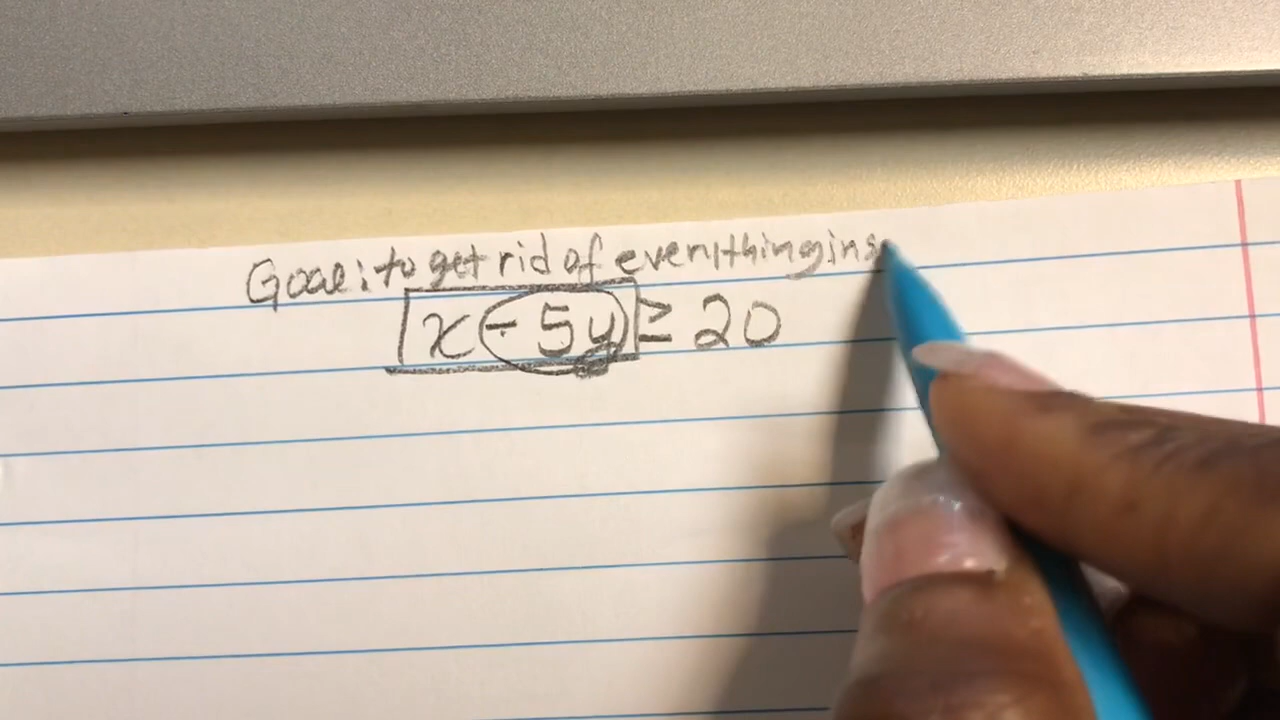 Goal: to get rid of everything ins
x - 5y ≥ 20